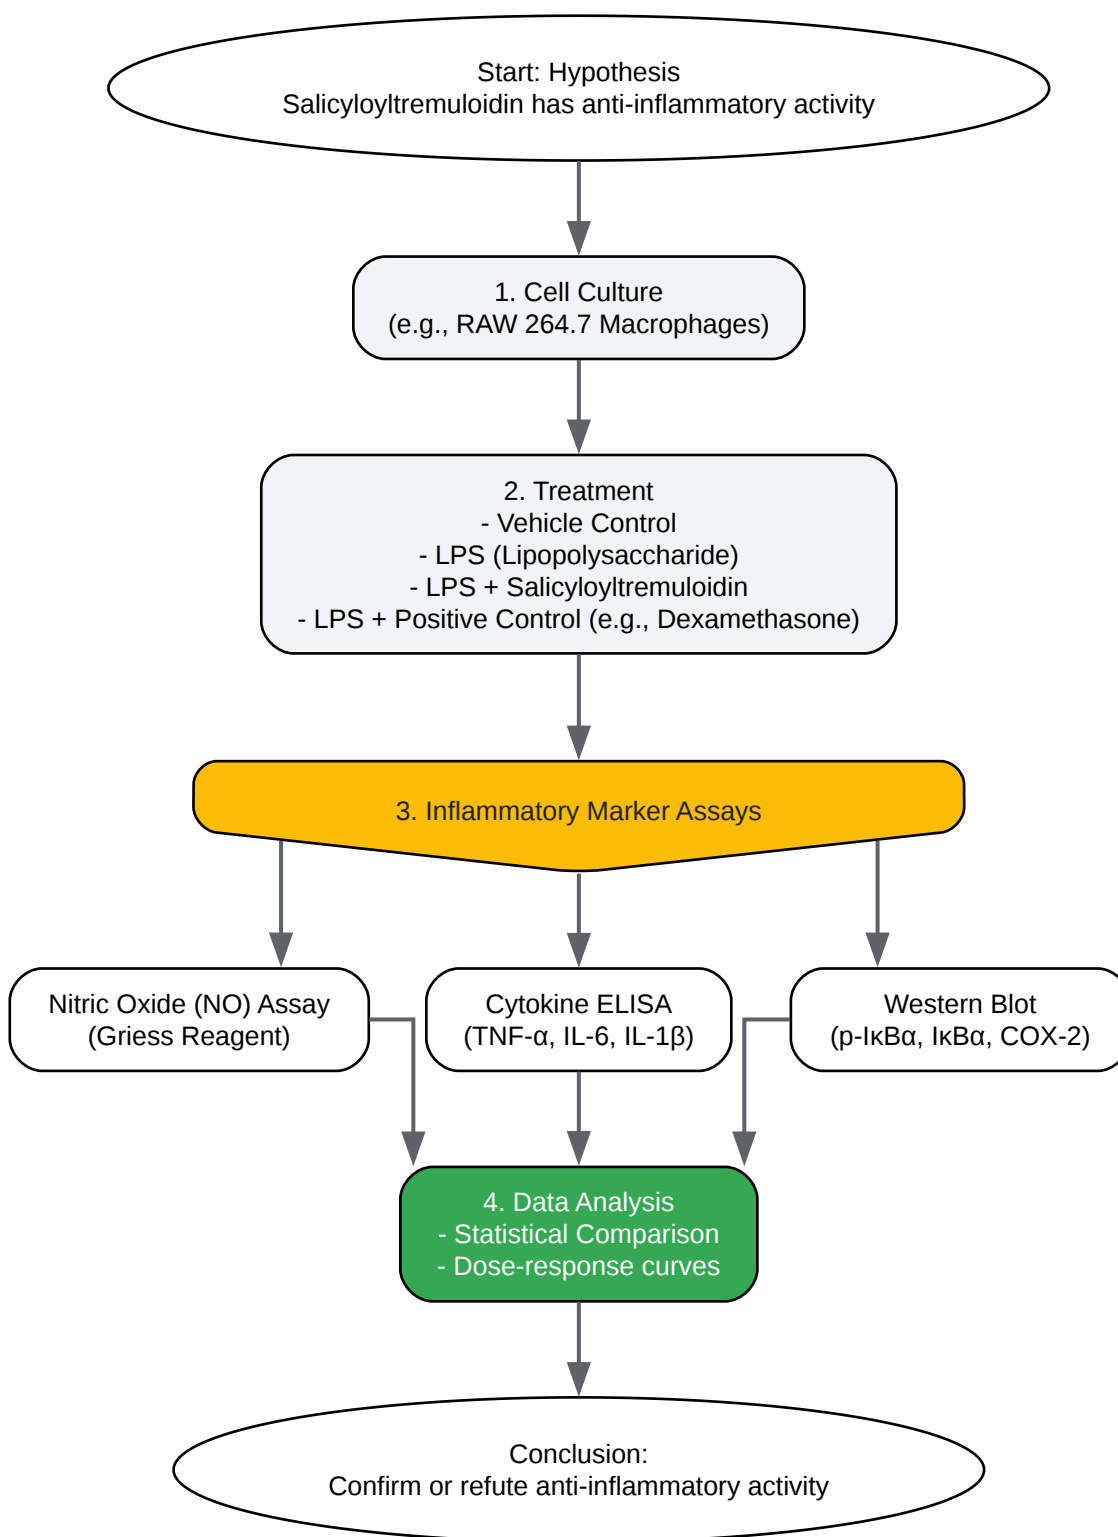 Start: Hypothesis
Salicyloyltremuloidin has anti-inflammatory activity
1. Cell Culture
(e.g., RAW 264.7 Macrophages)
2. Treatment
- Vehicle Control
- LPS (Lipopolysaccharide)
- LPS + Salicyloyltremuloidin
- LPS + Positive Control (e.g., Dexamethasone)
3. Inflammatory Marker Assays
Nitric Oxide (NO) Assay
(Griess Reagent)
Cytokine ELISA
(TNF-α, IL-6, IL-1β)
Western Blot
(p-IκBα, IκBα, COX-2)
4. Data Analysis
- Statistical Comparison
- Dose-response curves
Conclusion:
Confirm or refute anti-inflammatory activity